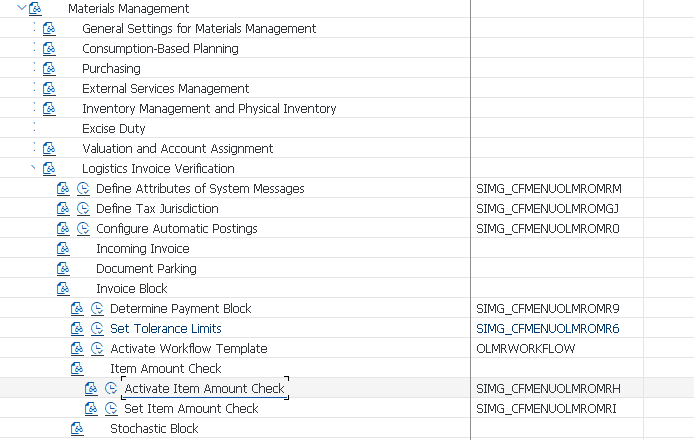 Materials Management
General Settings for Materials Management
Consumption-Based Planning
Purchasing
External Services Management
Inventory Management and Physical Inventory
Excise Duty
Valuation and Account Assignment
Logistics Invoice Verification
Define Attributes of System Messages SIMG_CFMENUOLMROMRM
Define Tax Jurisdiction SIMG_CFMENUOLMROMGJ
Configure Automatic Postings SIMG_CFMENUOLMROMR0
Incoming Invoice
Document Parking
Invoice Block
Determine Payment Block SIMG_CFMENUOLMROMR9
Set Tolerance Limits SIMG_CFMENUOLMROMR6
Activate Workflow Template OLMRWORKFLOW
Item Amount Check
Activate Item Amount Check SIMG_CFMENUOLMROMRH
Set Item Amount Check SIMG_CFMENUOLMROMRI
Stochastic Block